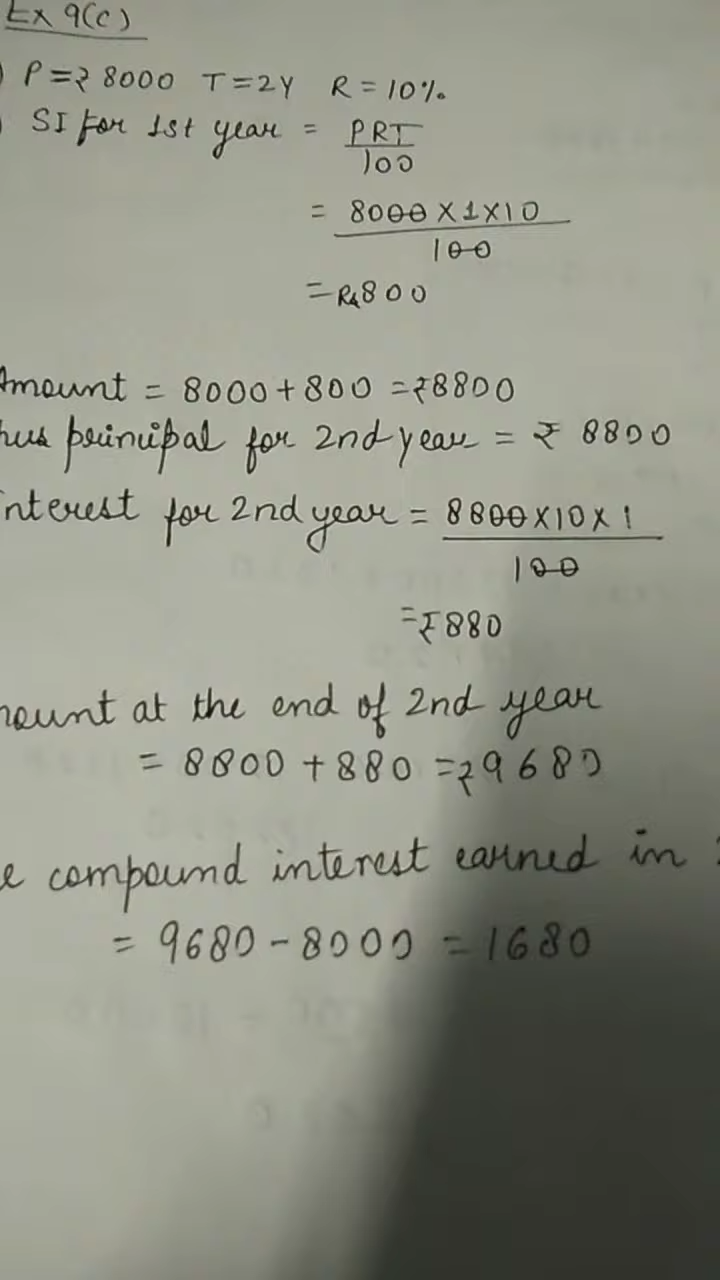 Ex 9(c)
) P = ₹ 8000 T = 2Y R = 10%.
) SI for 1st year = PRT
100
= 8000 X 1 X 10
100
= Rs 800
Amount = 8000 + 800 = ₹8800
hus principal for 2nd year = ₹ 8800
nterest for 2nd year = 8800 X 10 X 1
100
= ₹ 880
mount at the end of 2nd year
= 8800 + 880 = ₹9680
e compound interest earned in
= 9680 - 8000 = 1680